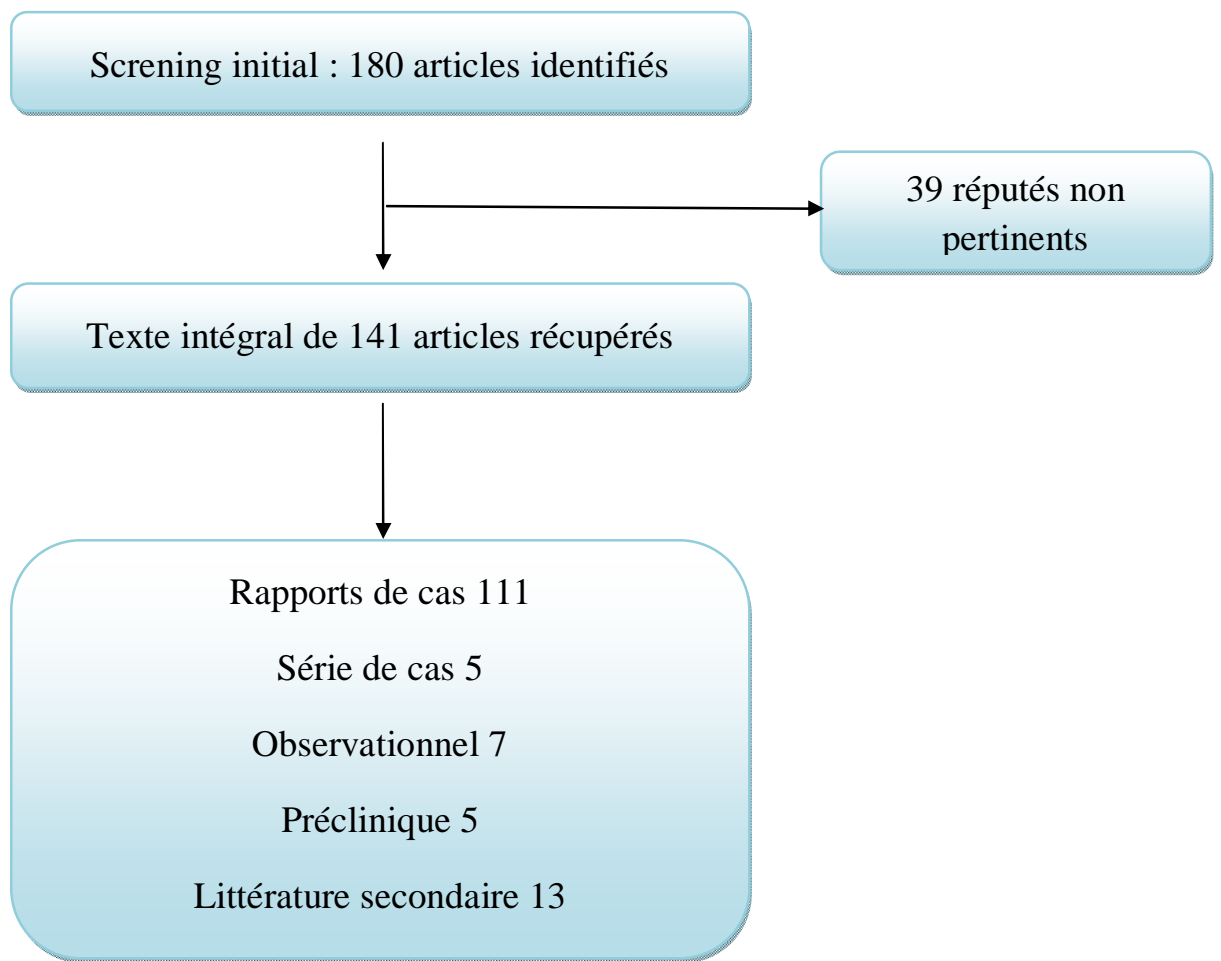 Screning initial : 180 articles identifiés
39 réputés non
pertinents
Texte intégral de 141 articles récupérés
Rapports de cas 111
Série de cas 5
Observationnel 7
Préclinique 5
Littérature secondaire 13